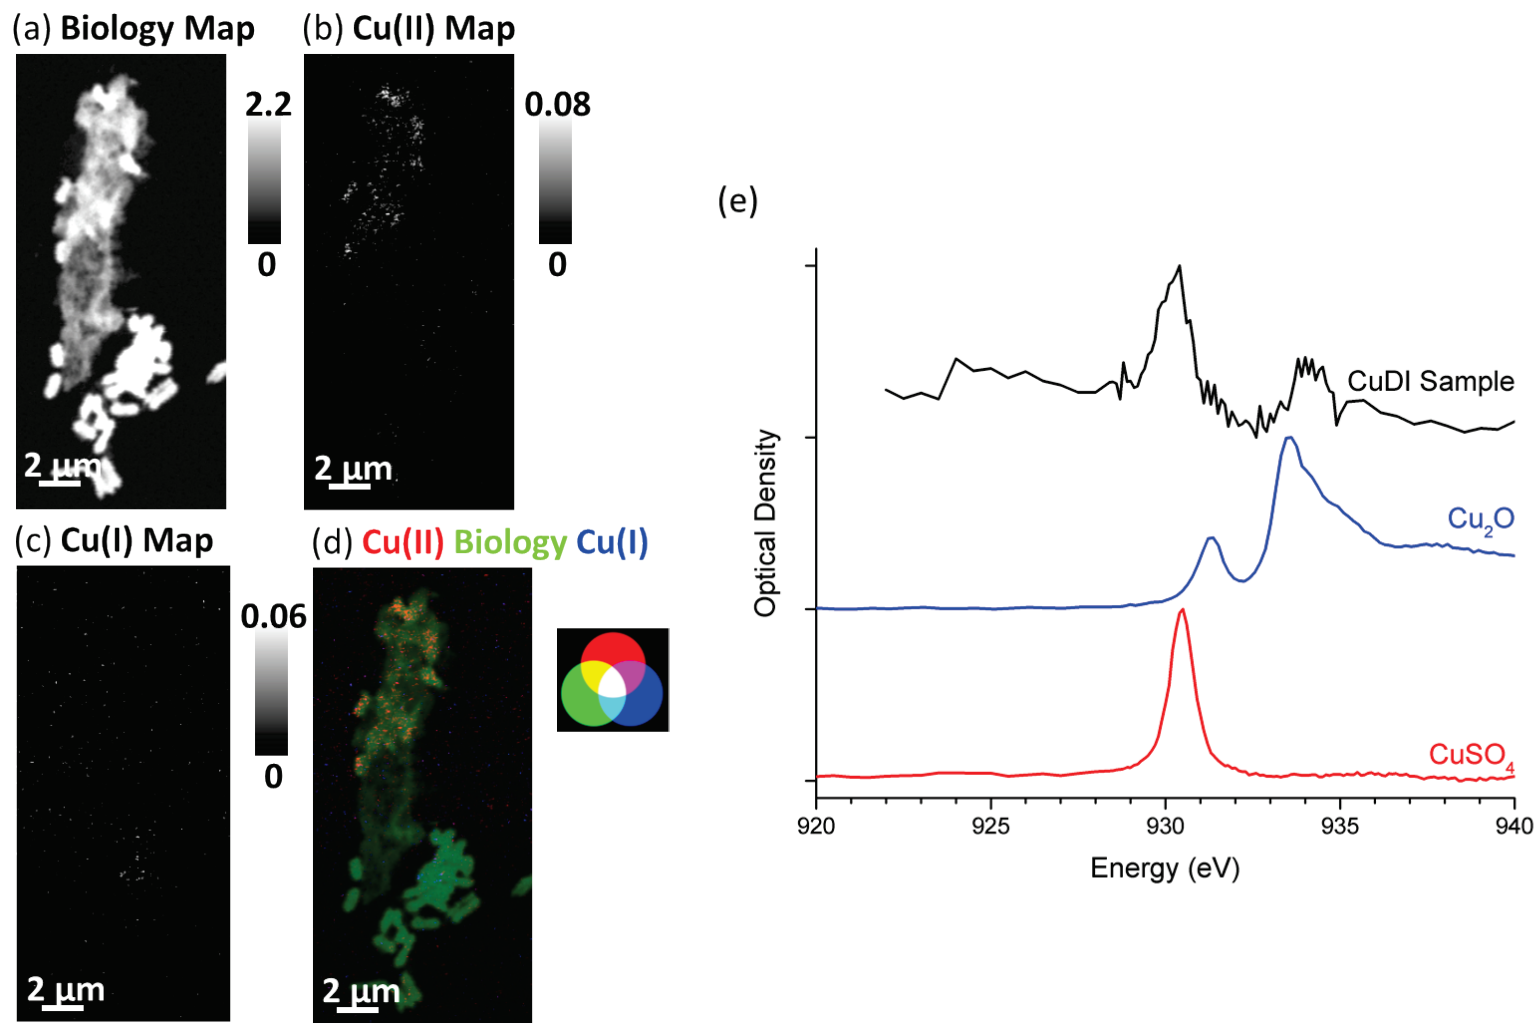 (a) Biology Map
2.2
0
2 µm
(b) Cu(II) Map
0.08
0
2 µm
(c) Cu(I) Map
0.06
0
2 µm
(d) Cu(II) Biology Cu(I)
2 µm
(e)
Optical Density
CuDI Sample
Cu₂O
CuSO₄
920 925 930 935 940
Energy (eV)